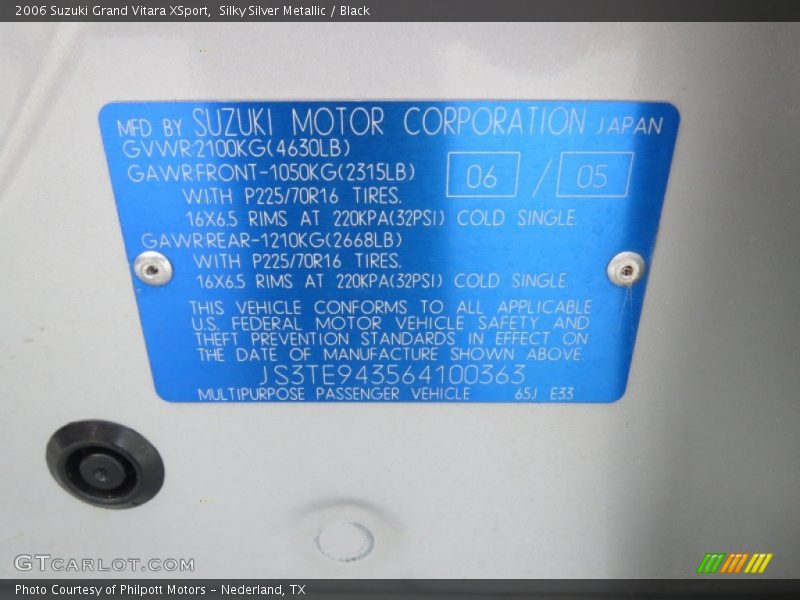 2006 Suzuki Grand Vitara XSport, Silky Silver Metallic / Black
MFD BY SUZUKI MOTOR CORPORATION JAPAN
GVWR:2100KG(4630LB)
GAWR:FRONT-1050KG(2315LB)
06 / 05
WITH P225/70R16 TIRES.
16X6.5 RIMS AT 220KPA(32PSI) COLD SINGLE.
GAWR:REAR-1210KG(2668LB)
WITH P225/70R16 TIRES.
16X6.5 RIMS AT 220KPA(32PSI) COLD SINGLE.
THIS VEHICLE CONFORMS TO ALL APPLICABLE
U.S. FEDERAL MOTOR VEHICLE SAFETY AND
THEFT PREVENTION STANDARDS IN EFFECT ON
THE DATE OF MANUFACTURE SHOWN ABOVE.
JS3TE943564100363
MULTIPURPOSE PASSENGER VEHICLE 65J E33
GTCARLOT.COM
Photo Courtesy of Philpott Motors - Nederland, TX